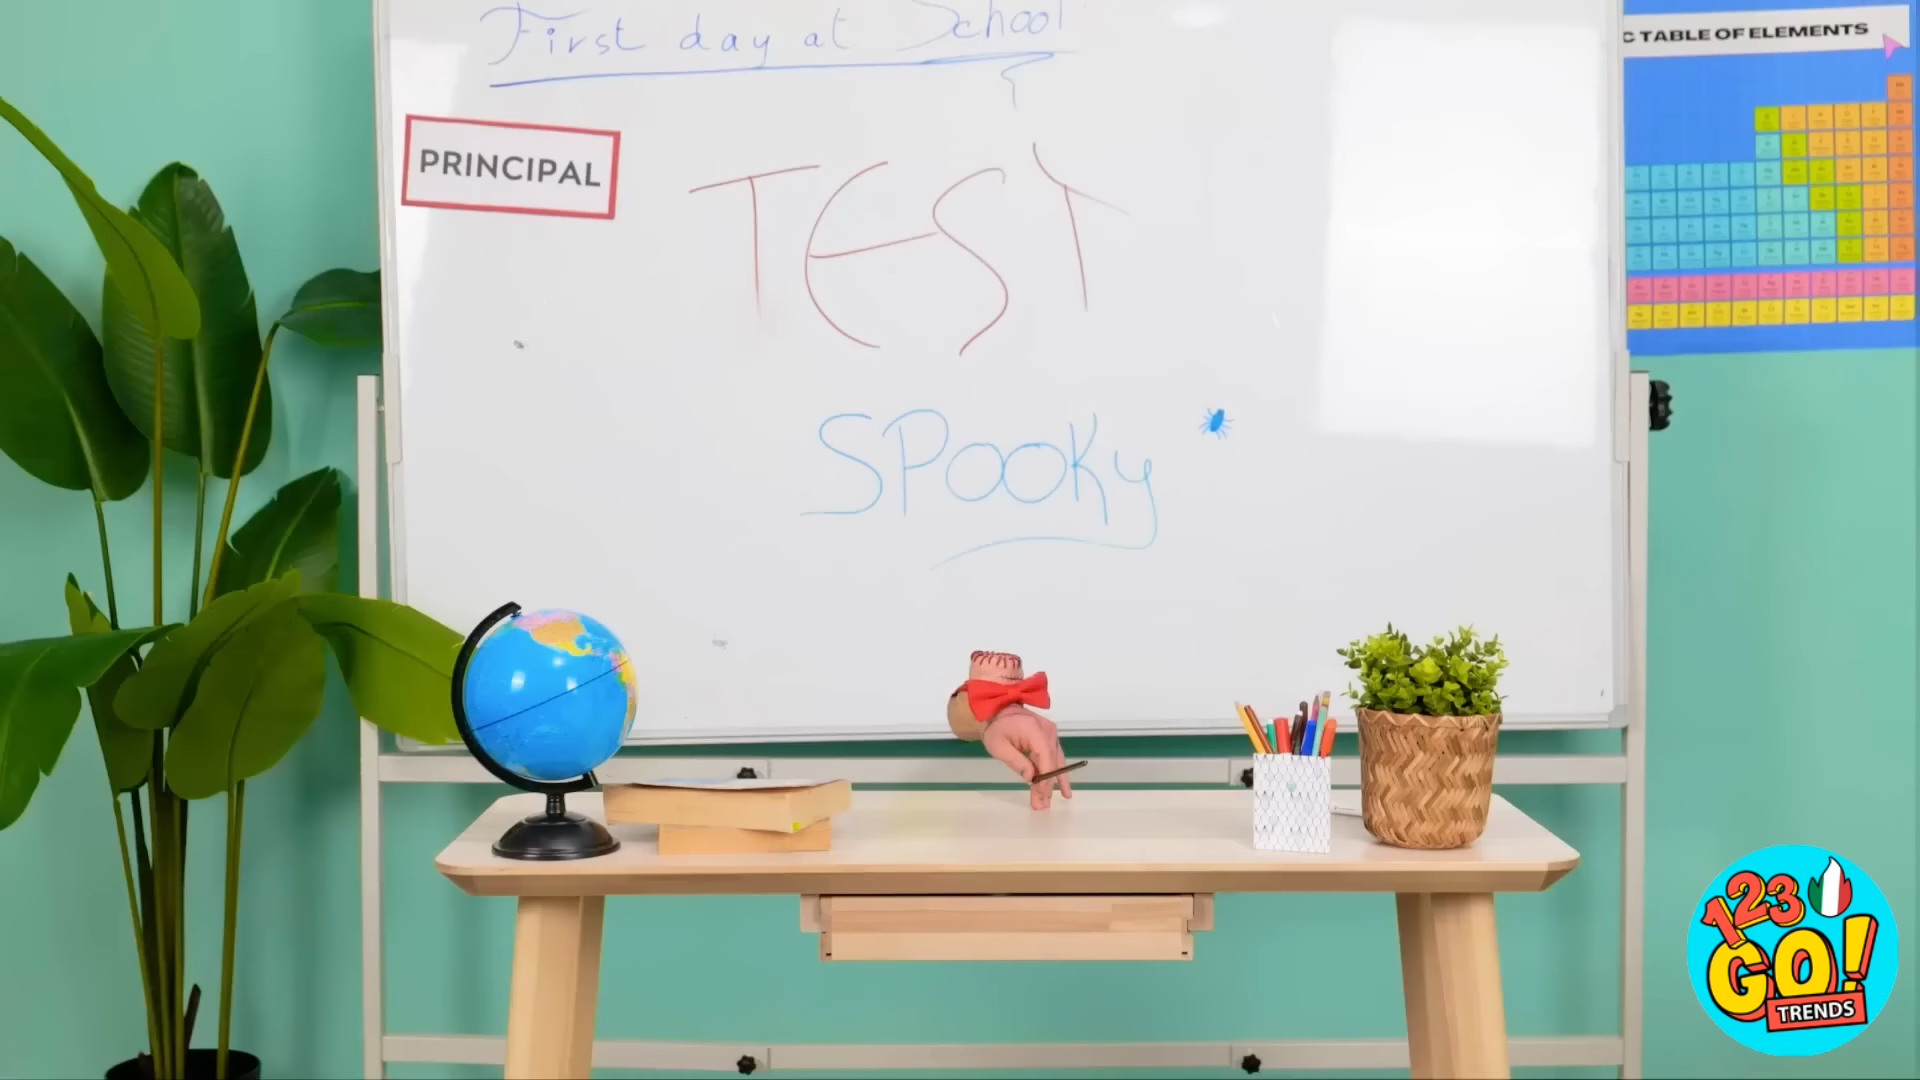 First day at School
C TABLE OF ELEMENTS
PRINCIPAL
TEST
SPOOKY
123
GO!
TRENDS